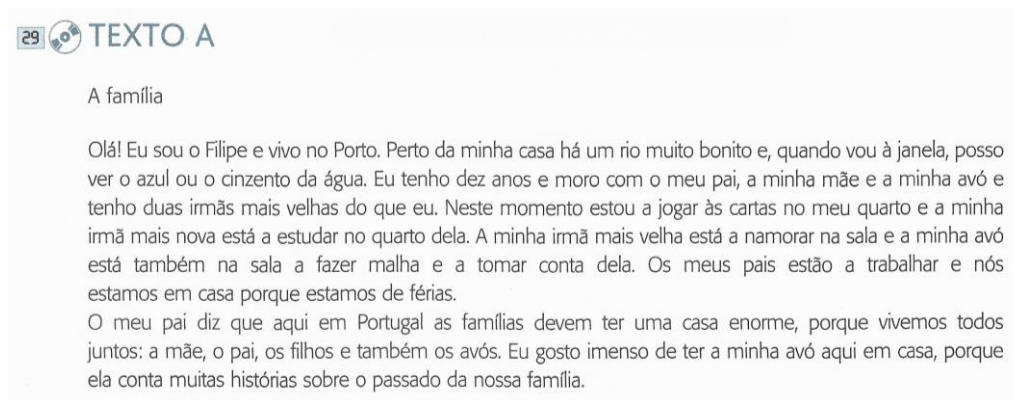 29 TEXTO A
A família
Olá! Eu sou o Filipe e vivo no Porto. Perto da minha casa há um rio muito bonito e, quando vou à janela, posso
ver o azul ou o cinzento da água. Eu tenho dez anos e moro com o meu pai, a minha mãe e a minha avó e
tenho duas irmãs mais velhas do que eu. Neste momento estou a jogar às cartas no meu quarto e a minha
irmã mais nova está a estudar no quarto dela. A minha irmã mais velha está a namorar na sala e a minha avó
está também na sala a fazer malha e a tomar conta dela. Os meus pais estão a trabalhar e nós
estamos em casa porque estamos de férias.
O meu pai diz que aqui em Portugal as famílias devem ter uma casa enorme, porque vivemos todos
juntos: a mãe, o pai, os filhos e também os avós. Eu gosto imenso de ter a minha avó aqui em casa, porque
ela conta muitas histórias sobre o passado da nossa família.